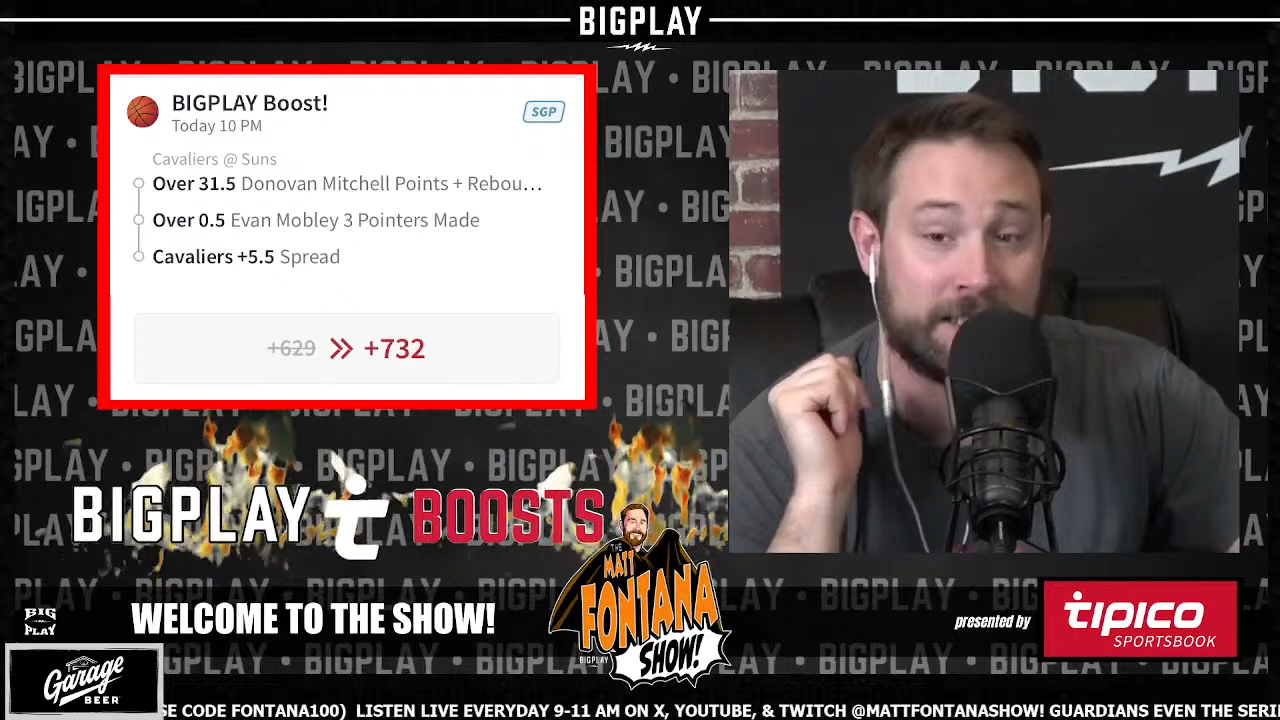 BIGPLAY
BIGPLAY Boost!
Today 10 PM
SGP
Cavaliers @ Suns
Over 31.5 Donovan Mitchell Points + Rebou...
Over 0.5 Evan Mobley 3 Pointers Made
Cavaliers +5.5 Spread
+629 >> +732
BIGPLAY t BOOSTS
THE MATT FONTANA SHOW!
BIGPLAY
BIG PLAY
WELCOME TO THE SHOW!
presented by
tipico
SPORTSBOOK
THE
Garage
BEER
SE CODE FONTANA100) LISTEN LIVE EVERYDAY 9-11 AM ON X, YOUTUBE, & TWITCH @MATTFONTANASHOW! GUARDIANS EVEN THE SERI